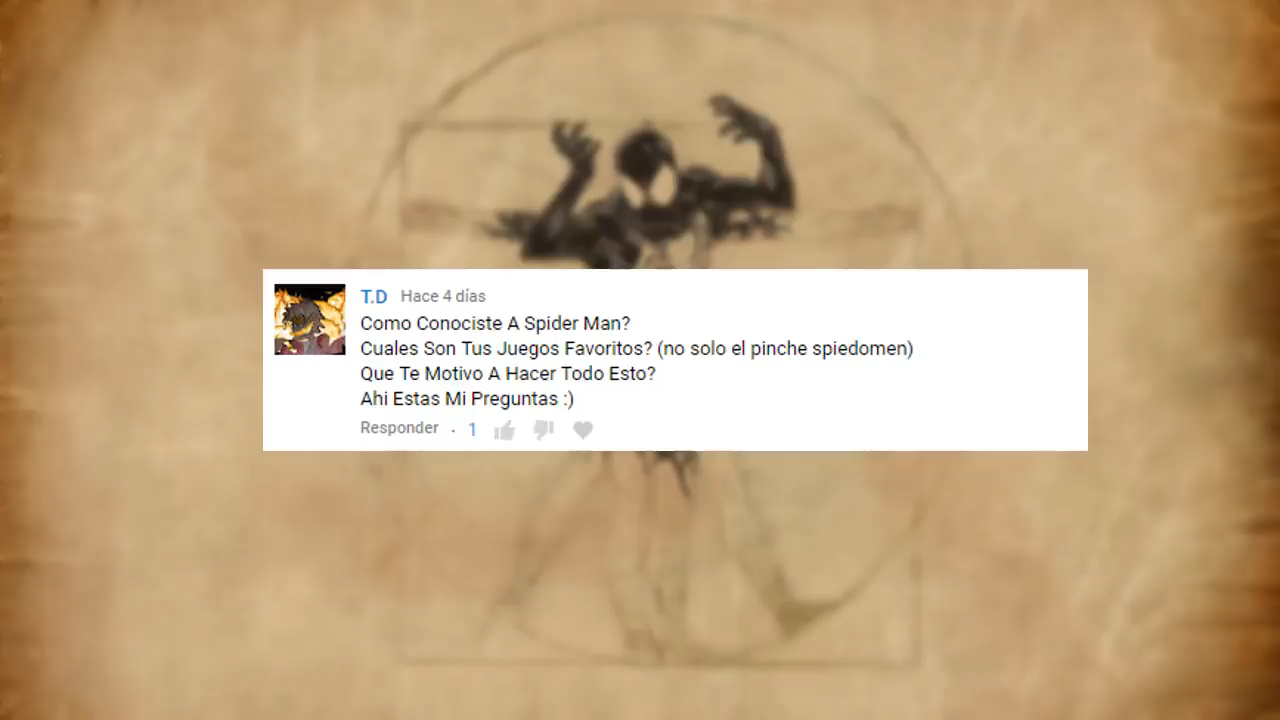 T.D Hace 4 días
Como Conociste A Spider Man?
Cuales Son Tus Juegos Favoritos? (no solo el pinche spiedomen)
Que Te Motivo A Hacer Todo Esto?
Ahi Estas Mi Preguntas :)
Responder · 1